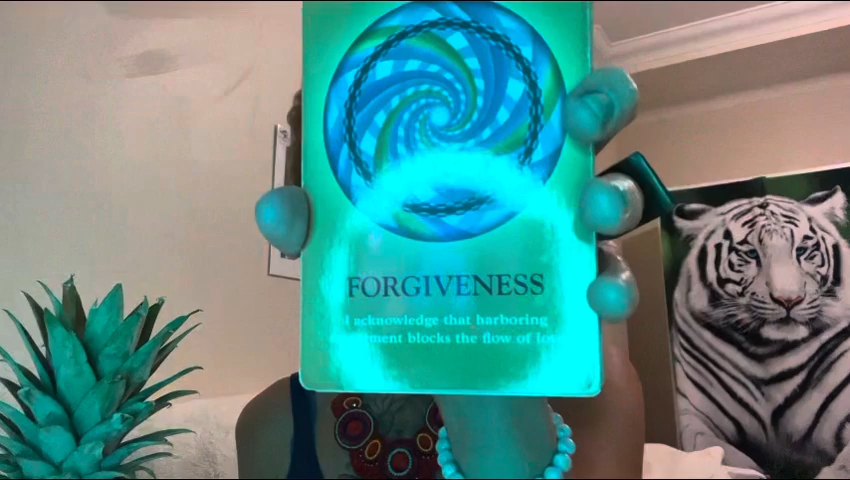 FORGIVENESS
I acknowledge that harboring
blocks the flow of